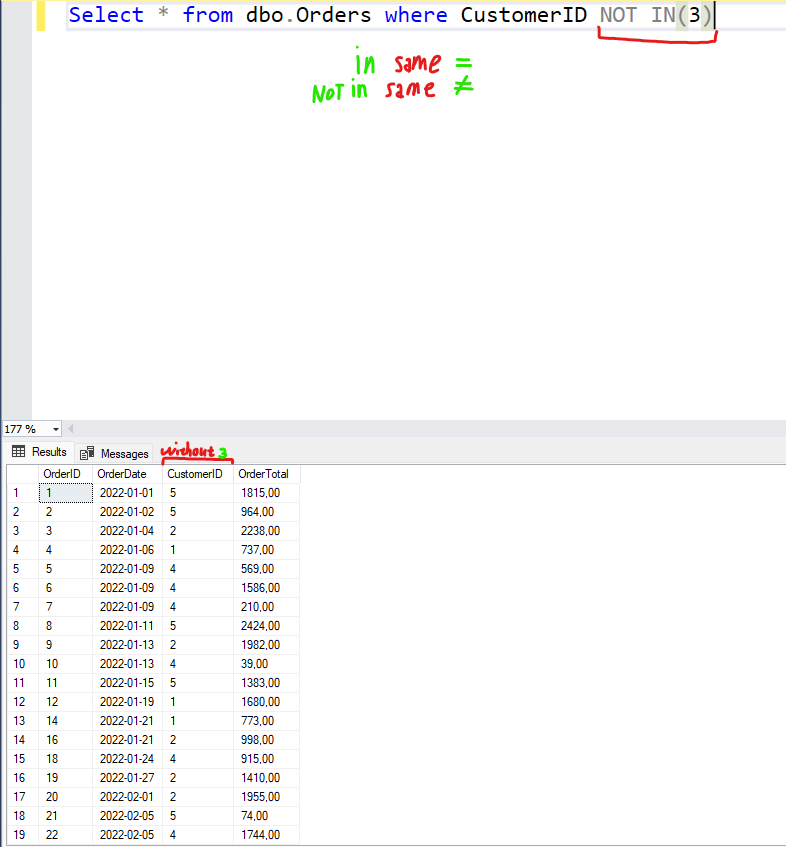 Select * from dbo.Orders where CustomerID NOT IN(3)
in same =
NOT in same ≠
177 %
Results Messages without 3
OrderID OrderDate CustomerID OrderTotal
1 1 2022-01-01 5 1815,00
2 2 2022-01-02 5 964,00
3 3 2022-01-04 2 2238,00
4 4 2022-01-06 1 737,00
5 5 2022-01-09 4 569,00
6 6 2022-01-09 4 1586,00
7 7 2022-01-09 4 210,00
8 8 2022-01-11 5 2424,00
9 9 2022-01-13 2 1982,00
10 10 2022-01-13 4 39,00
11 11 2022-01-15 5 1383,00
12 12 2022-01-19 1 1680,00
13 14 2022-01-21 1 773,00
14 16 2022-01-21 2 998,00
15 18 2022-01-24 4 915,00
16 19 2022-01-27 2 1410,00
17 20 2022-02-01 2 1955,00
18 21 2022-02-05 5 74,00
19 22 2022-02-05 4 1744,00